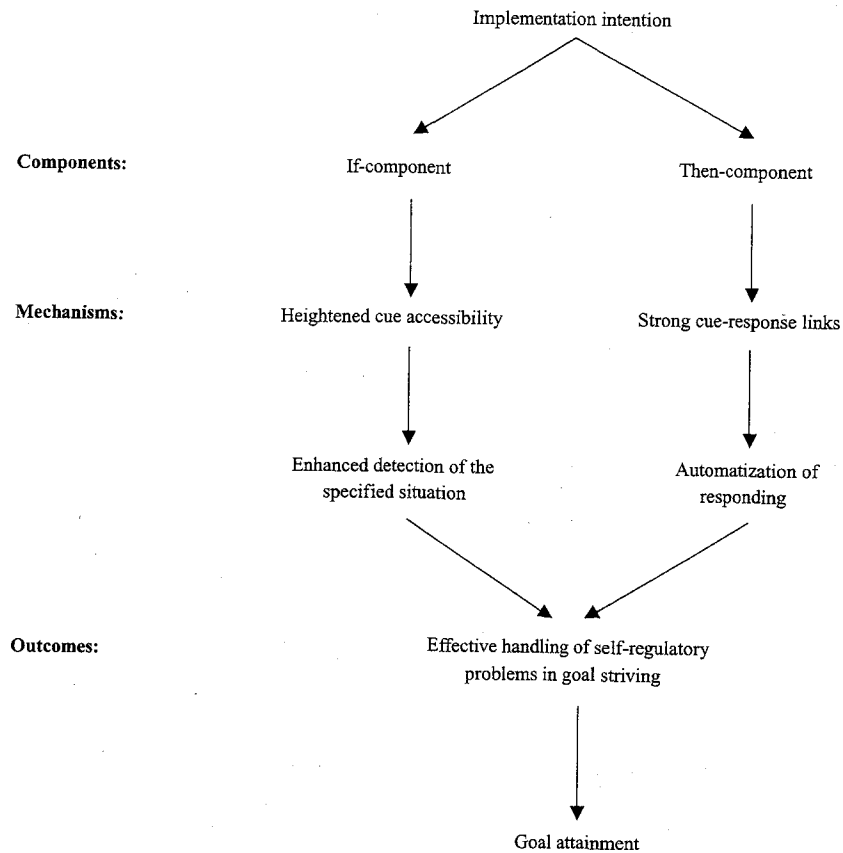 Implementation intention
Components:
If-component
Then-component
Mechanisms:
Heightened cue accessibility
Strong cue-response links
Enhanced detection of the
specified situation
Automatization of
responding
Outcomes:
Effective handling of self-regulatory
problems in goal striving
Goal attainment